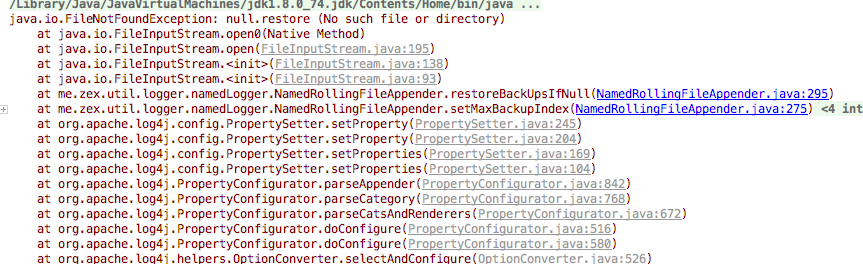 /Library/Java/JavaVirtualMachines/jdk1.8.0_74.jdk/Contents/Home/bin/java ...
java.io.FileNotFoundException: null.restore (No such file or directory)
at java.io.FileInputStream.open0(Native Method)
at java.io.FileInputStream.open(FileInputStream.java:195)
at java.io.FileInputStream.<init>(FileInputStream.java:138)
at java.io.FileInputStream.<init>(FileInputStream.java:93)
at me.zex.util.logger.namedLogger.NamedRollingFileAppender.restoreBackUpsIfNull(NamedRollingFileAppender.java:295)
at me.zex.util.logger.namedLogger.NamedRollingFileAppender.setMaxBackupIndex(NamedRollingFileAppender.java:275) <4 int
at org.apache.log4j.config.PropertySetter.setProperty(PropertySetter.java:245)
at org.apache.log4j.config.PropertySetter.setProperty(PropertySetter.java:204)
at org.apache.log4j.config.PropertySetter.setProperties(PropertySetter.java:169)
at org.apache.log4j.config.PropertySetter.setProperties(PropertySetter.java:104)
at org.apache.log4j.PropertyConfigurator.parseAppender(PropertyConfigurator.java:842)
at org.apache.log4j.PropertyConfigurator.parseCategory(PropertyConfigurator.java:768)
at org.apache.log4j.PropertyConfigurator.parseCatsAndRenderers(PropertyConfigurator.java:672)
at org.apache.log4j.PropertyConfigurator.doConfigure(PropertyConfigurator.java:516)
at org.apache.log4j.PropertyConfigurator.doConfigure(PropertyConfigurator.java:580)
at org.apache.log4j.helpers.OptionConverter.selectAndConfigure(OptionConverter.java:526)